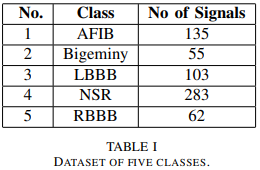 No. Class No of Signals
1 AFIB 135
2 Bigeminy 55
3 LBBB 103
4 NSR 283
5 RBBB 62
TABLE I
DATASET OF FIVE CLASSES.